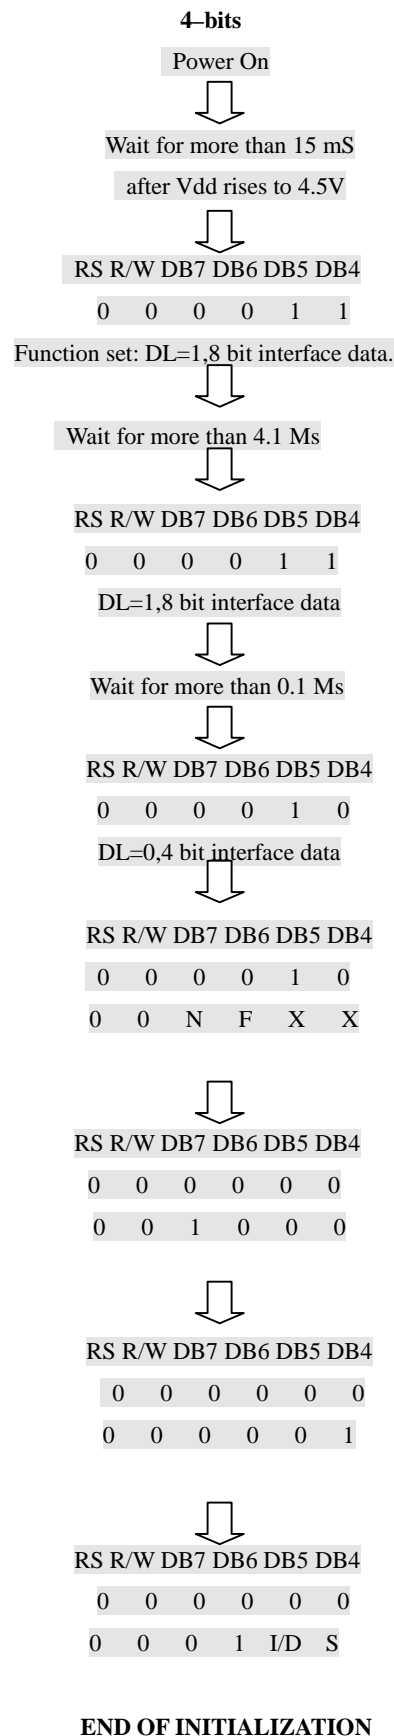 4–bits
Power On
Wait for more than 15 mS
after Vdd rises to 4.5V
RS R/W DB7 DB6 DB5 DB4
0 0 0 0 1 1
Function set: DL=1,8 bit interface data.
Wait for more than 4.1 Ms
RS R/W DB7 DB6 DB5 DB4
0 0 0 0 1 1
DL=1,8 bit interface data
Wait for more than 0.1 Ms
RS R/W DB7 DB6 DB5 DB4
0 0 0 0 1 0
DL=0,4 bit interface data
RS R/W DB7 DB6 DB5 DB4
0 0 0 0 1 0
0 0 N F X X
RS R/W DB7 DB6 DB5 DB4
0 0 0 0 0 0
0 0 1 0 0 0
RS R/W DB7 DB6 DB5 DB4
0 0 0 0 0 0
0 0 0 0 0 1
RS R/W DB7 DB6 DB5 DB4
0 0 0 0 0 0
0 0 0 1 I/D S
END OF INITIALIZATION